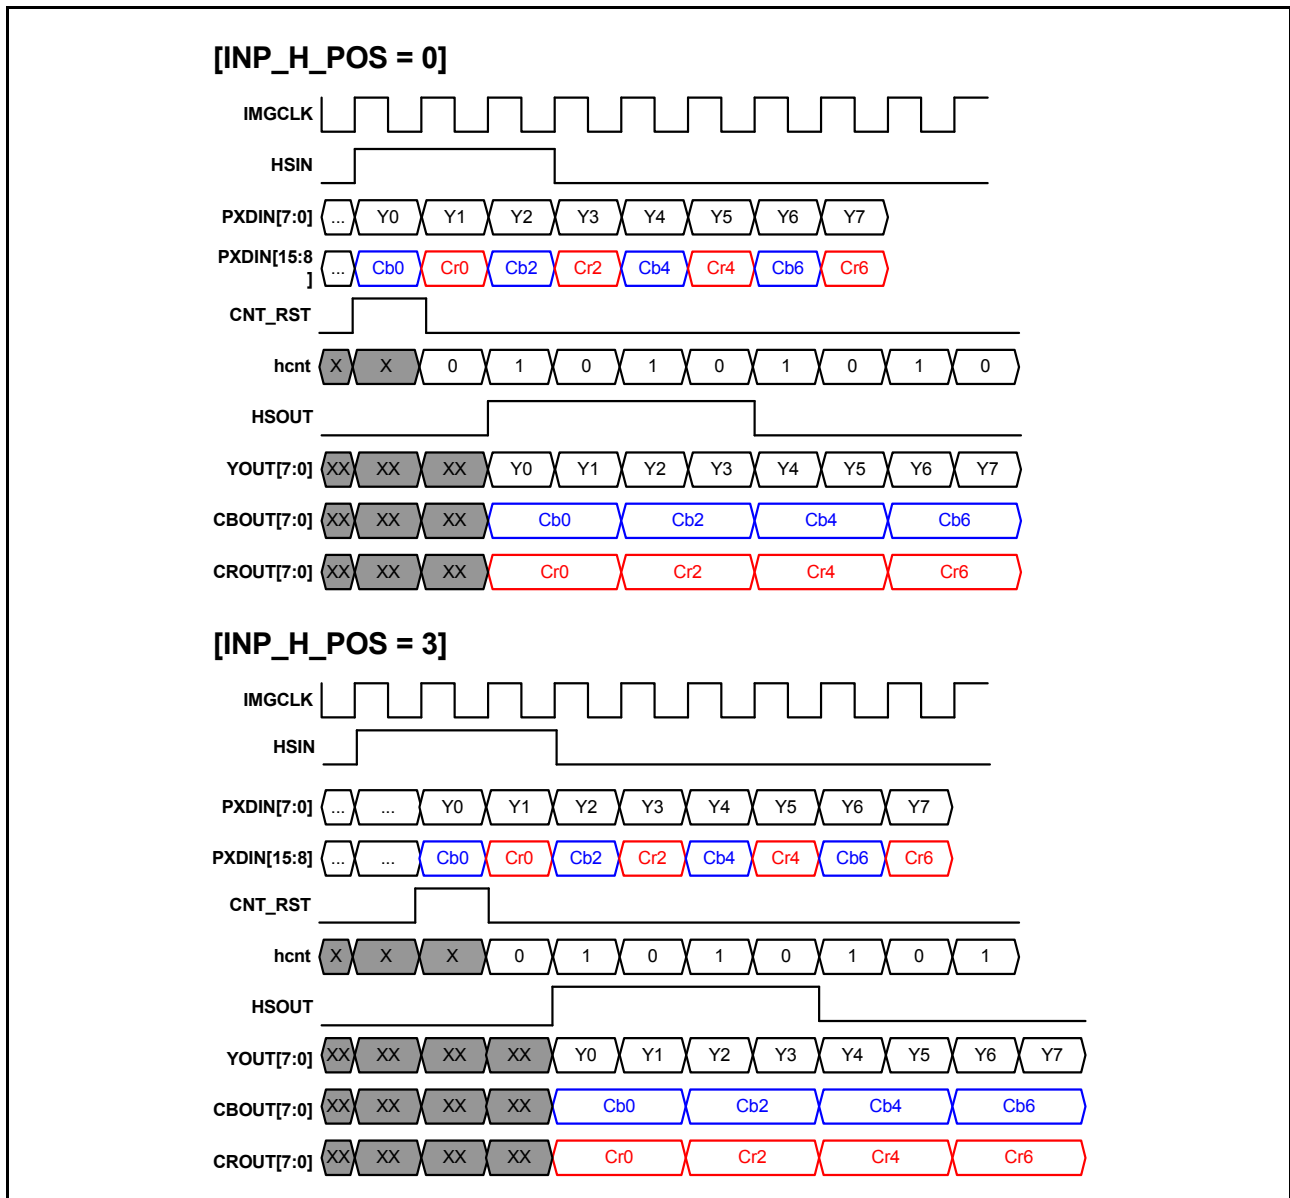 [INP_H_POS = 0]
IMGCLK
HSIN
PXDIN[7:0] ... Y0 Y1 Y2 Y3 Y4 Y5 Y6 Y7
PXDIN[15:8
] ... Cb0 Cr0 Cb2 Cr2 Cb4 Cr4 Cb6 Cr6
CNT_RST
hcnt X X 0 1 0 1 0 1 0 1 0
HSOUT
YOUT[7:0] XX XX XX Y0 Y1 Y2 Y3 Y4 Y5 Y6 Y7
CBOUT[7:0] XX XX XX Cb0 Cb2 Cb4 Cb6
CROUT[7:0] XX XX XX Cr0 Cr2 Cr4 Cr6
[INP_H_POS = 3]
IMGCLK
HSIN
PXDIN[7:0] ... ... Y0 Y1 Y2 Y3 Y4 Y5 Y6 Y7
PXDIN[15:8] ... ... Cb0 Cr0 Cb2 Cr2 Cb4 Cr4 Cb6 Cr6
CNT_RST
hcnt X X X 0 1 0 1 0 1 0 1
HSOUT
YOUT[7:0] XX XX XX XX Y0 Y1 Y2 Y3 Y4 Y5 Y6 Y7
CBOUT[7:0] XX XX XX XX Cb0 Cb2 Cb4 Cb6
CROUT[7:0] XX XX XX XX Cr0 Cr2 Cr4 Cr6